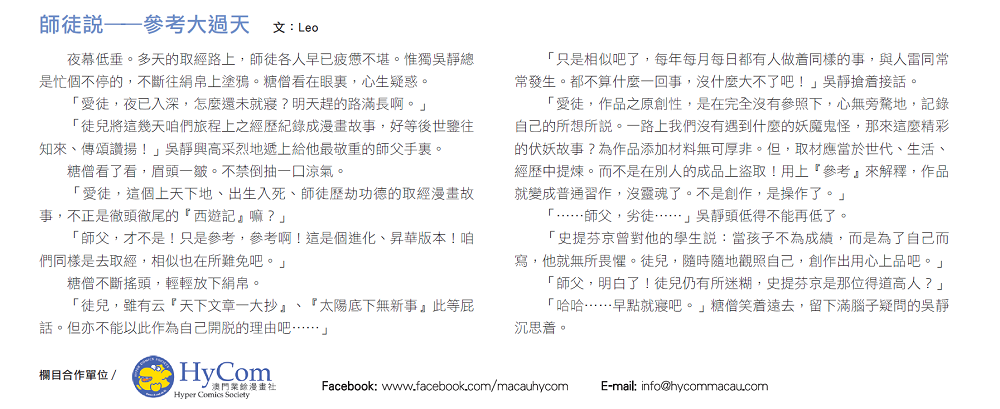 師徒説——參考大過天 文：Leo
夜幕低垂。多天的取經路上，師徒各人早已疲憊不堪。惟獨吳靜總
是忙個不停的，不斷往絹帛上塗鴉。糖僧看在眼裏，心生疑惑。
「愛徒，夜已入深，怎麼還未就寢？明天趕的路滿長啊。」
「徒兒將這幾天咱們旅程上之經歷紀錄成漫畫故事，好等後世鑒往
知來、傳頌讚揚！」吳靜興高采烈地遞上給他最敬重的師父手裏。
糖僧看了看，眉頭一皺。不禁倒抽一口涼氣。
「愛徒，這個上天下地、出生入死、師徒歷劫功德的取經漫畫故
事，不正是徹頭徹尾的『西遊記』嘛？」
「師父，才不是！只是參考，參考啊！這是個進化、昇華版本！咱
們同樣是去取經，相似也在所難免吧。」
糖僧不斷搖頭，輕輕放下絹帛。
「徒兒，雖有云『天下文章一大抄』、『太陽底下無新事』此等屁
話。但亦不能以此作為自己開脱的理由吧……」
「只是相似吧了，每年每月每日都有人做着同樣的事，與人雷同常
常發生。都不算什麼一回事，沒什麼大不了吧！」吳靜搶着接話。
「愛徒，作品之原創性，是在完全沒有參照下，心無旁騖地，記錄
自己的所想所説。一路上我們沒有遇到什麼的妖魔鬼怪，那來這麼精彩
的伏妖故事？為作品添加材料無可厚非。但，取材應當於世代、生活、
經歷中提煉。而不是在別人的成品上盜取！用上『參考』來解釋，作品
就變成普通習作，沒靈魂了。不是創作，是操作了。」
「……師父，劣徒……」吳靜頭低得不能再低了。
「史提芬京曾對他的學生説：當孩子不為成績，而是為了自己而
寫，他就無所畏懼。徒兒，隨時隨地觀照自己，創作出用心上品吧。」
「師父，明白了！徒兒仍有所迷糊，史提芬京是那位得道高人？」
「哈哈……早點就寢吧。」糖僧笑着遠去，留下滿腦子疑問的吳靜
沉思着。
欄目合作單位 /
HyCom
澳門業餘漫畫社
Hyper Comics Society
Facebook: www.facebook.com/macauhycom E-mail: info@hycommacau.com